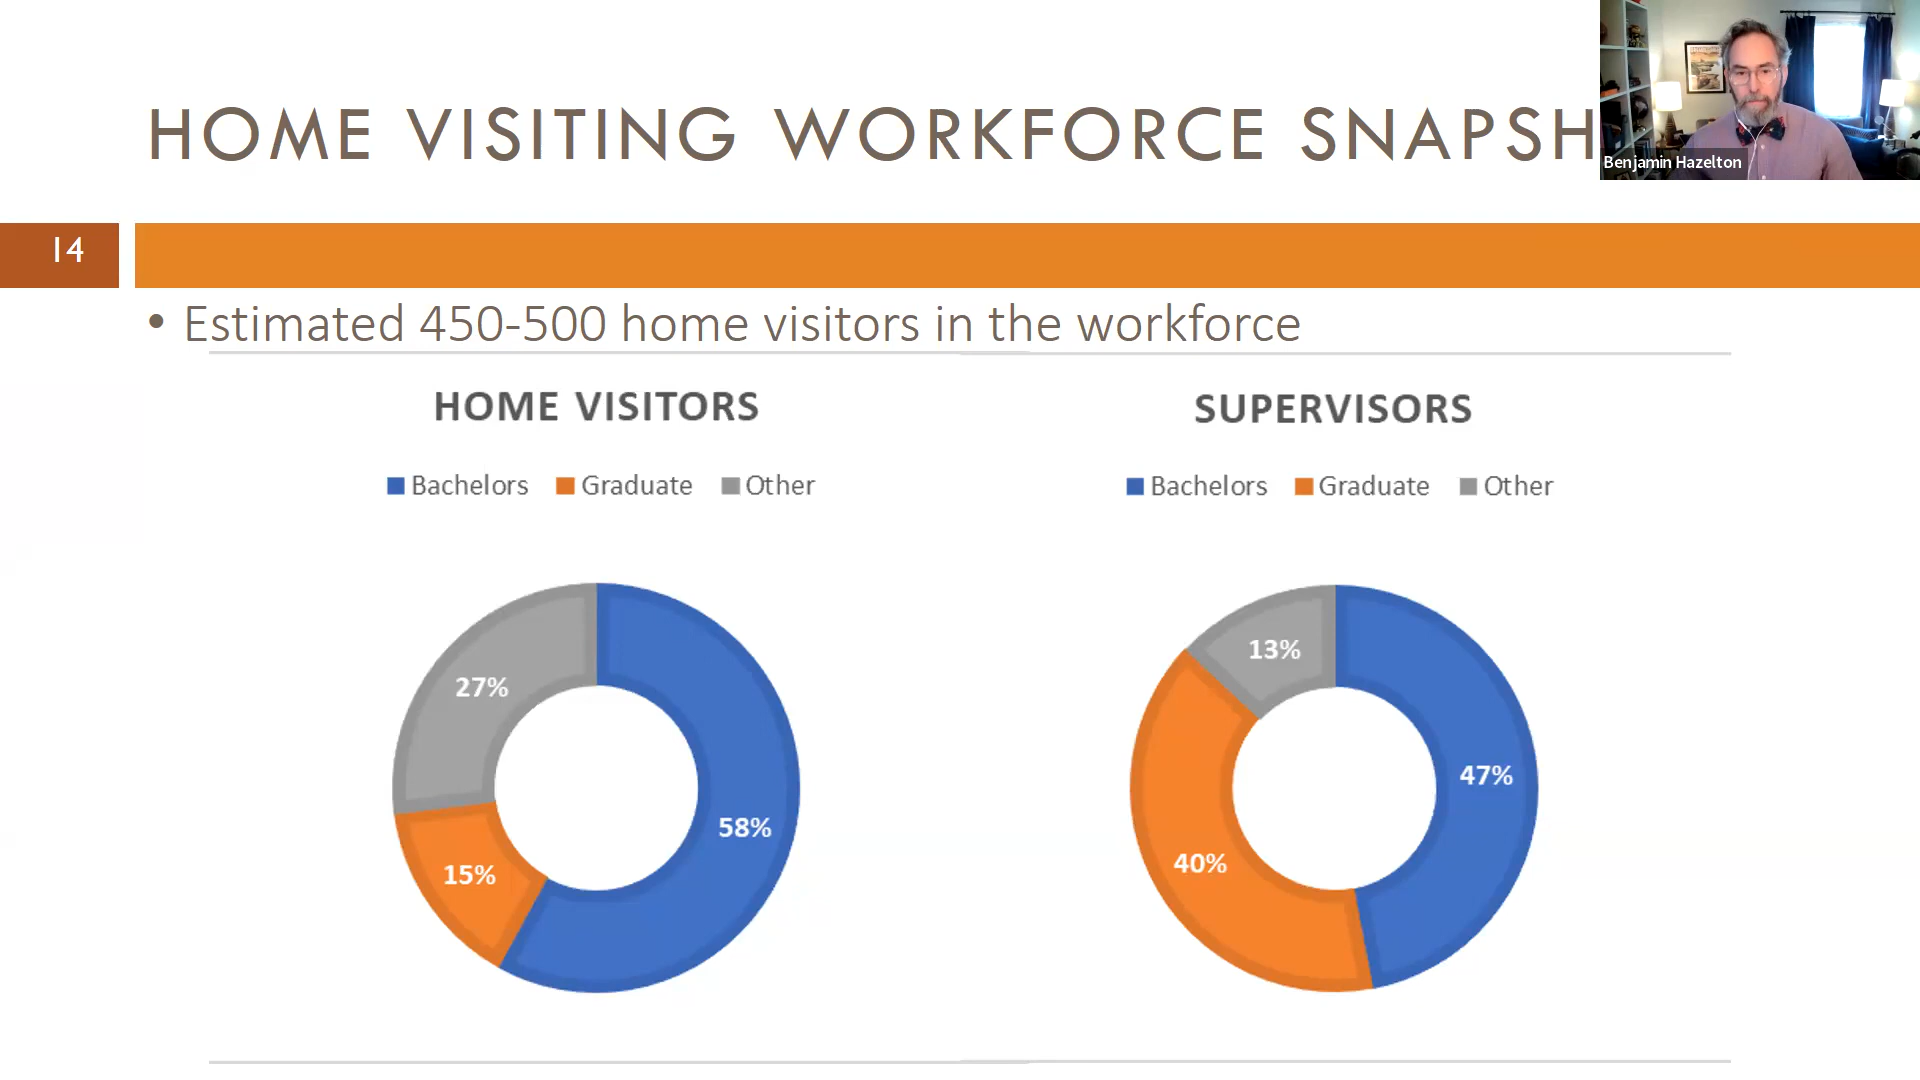 HOME VISITING WORKFORCE SNAPSH
Benjamin Hazelton
14
• Estimated 450-500 home visitors in the workforce
HOME VISITORS
Bachelors Graduate Other
27%
58%
15%
SUPERVISORS
Bachelors Graduate Other
13%
47%
40%